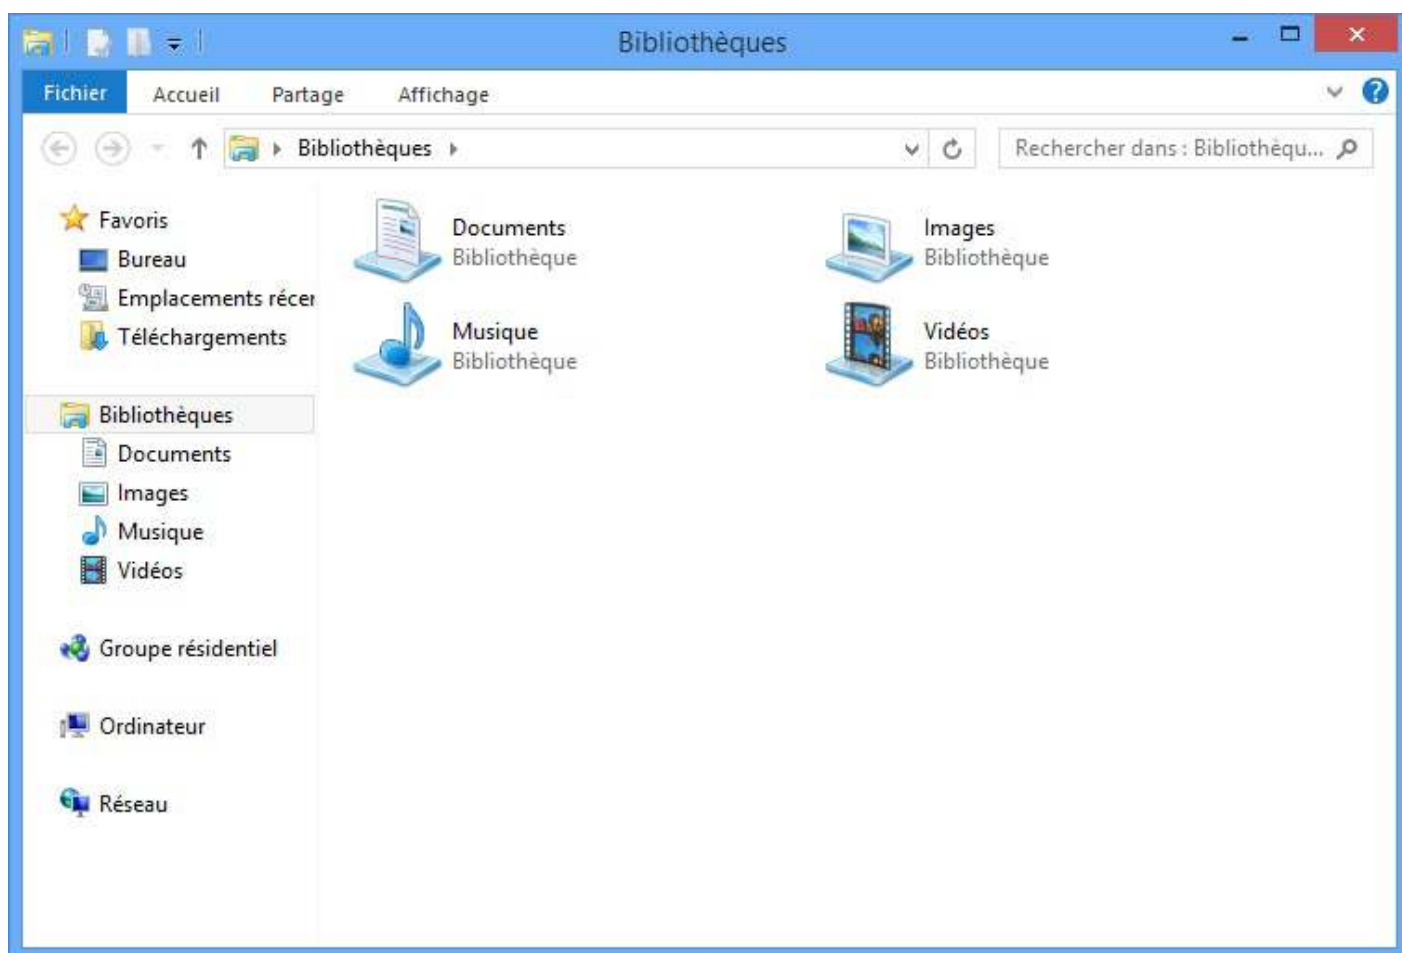 Bibliothèques
Fichier Accueil Partage Affichage
Bibliothèques
Rechercher dans : Bibliothèqu...
Favoris
Bureau
Emplacements récer
Téléchargements
Bibliothèques
Documents
Images
Musique
Vidéos
Groupe résidentiel
Ordinateur
Réseau
Documents
Bibliothèque
Images
Bibliothèque
Musique
Bibliothèque
Vidéos
Bibliothèque